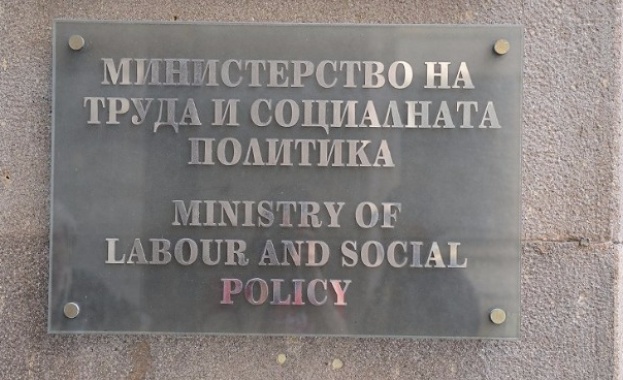 МИНИСТЕРСТВО НА
ТРУДА И СОЦИАЛНАТА
ПОЛИТИКА
MINISTRY OF
LABOUR AND SOCIAL
POLICY